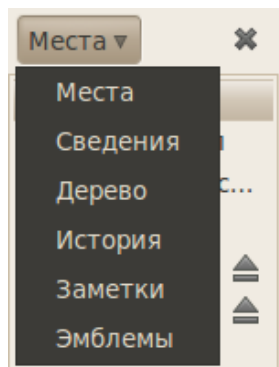 Места
Места
Сведения
Дерево
История
Заметки
Эмблемы
с...